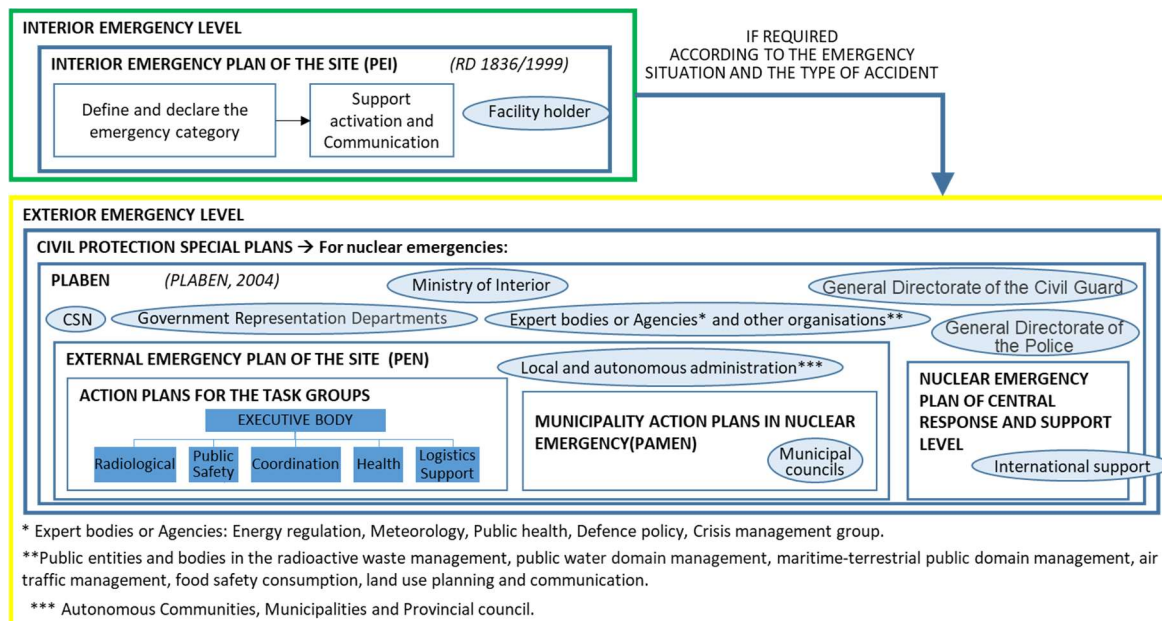 INTERIOR EMERGENCY LEVEL
INTERIOR EMERGENCY PLAN OF THE SITE (PEI) (RD 1836/1999)
Define and declare the
emergency category
Support
activation and
Communication
Facility holder
IF REQUIRED
ACCORDING TO THE EMERGENCY
SITUATION AND THE TYPE OF ACCIDENT
EXTERIOR EMERGENCY LEVEL
CIVIL PROTECTION SPECIAL PLANS → For nuclear emergencies:
PLABEN (PLABEN, 2004)
Ministry of Interior
General Directorate of the Civil Guard
CSN
Government Representation Departments
Expert bodies or Agencies* and other organisations**
General Directorate of
the Police
EXTERNAL EMERGENCY PLAN OF THE SITE (PEN)
Local and autonomous administration***
ACTION PLANS FOR THE TASK GROUPS
EXECUTIVE BODY
Radiological
Public
Safety
Coordination
Health
Logistics
Support
MUNICIPALITY ACTION PLANS IN NUCLEAR
EMERGENCY(PAMEN)
Municipal
councils
NUCLEAR EMERGENCY
PLAN OF CENTRAL
RESPONSE AND SUPPORT
LEVEL
International support
* Expert bodies or Agencies: Energy regulation, Meteorology, Public health, Defence policy, Crisis management group.
**Public entities and bodies in the radioactive waste management, public water domain management, maritime-terrestrial public domain management, air
traffic management, food safety consumption, land use planning and communication.
*** Autonomous Communities, Municipalities and Provincial council.